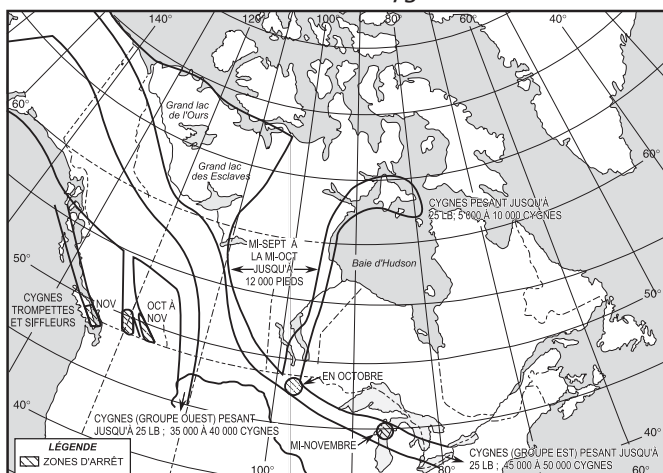 140°
120°
100°
80°
60°
40°
60°
Grand lac
de l'Ours
Grand lac
des Esclaves
60°
CYGNES PESANT JUSQU'À
25 LB; 5 000 À 10 000 CYGNES
MI-SEPT À
LA MI-OCT
JUSQU'À
12 000 PIEDS
Baie d'Hudson
50°
50°
CYGNES
TROMPETTES
ET SIFFLEURS
NOV
OCT À
NOV
EN OCTOBRE
40°
40°
CYGNES (GROUPE OUEST) PESANT
JUSQU'À 25 LB ; 35 000 À 40 000 CYGNES
MI-NOVEMBRE
LÉGENDE
ZONES D'ARRÊT
CYGNES (GROUPE EST) PESANT JUSQU'À
25 LB ; 45 000 À 50 000 CYGNES
100°
80°
60°